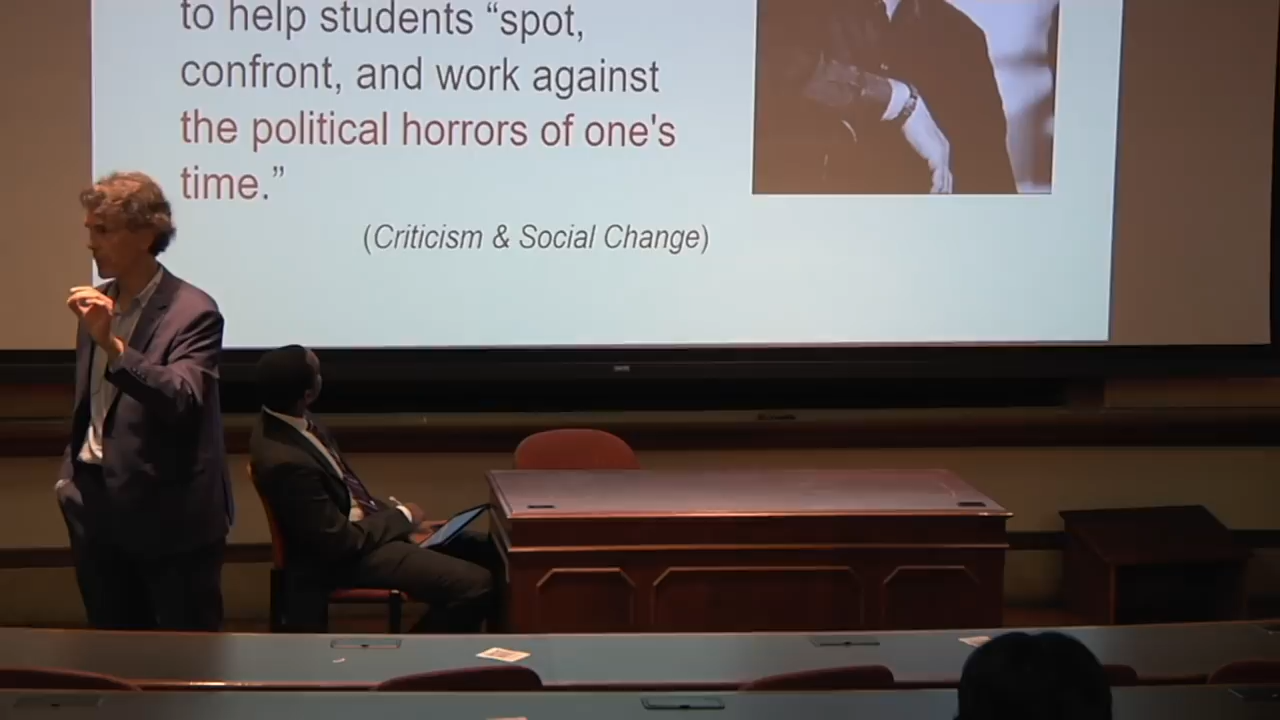 to help students “spot,
confront, and work against
the political horrors of one's
time.”
(Criticism & Social Change)